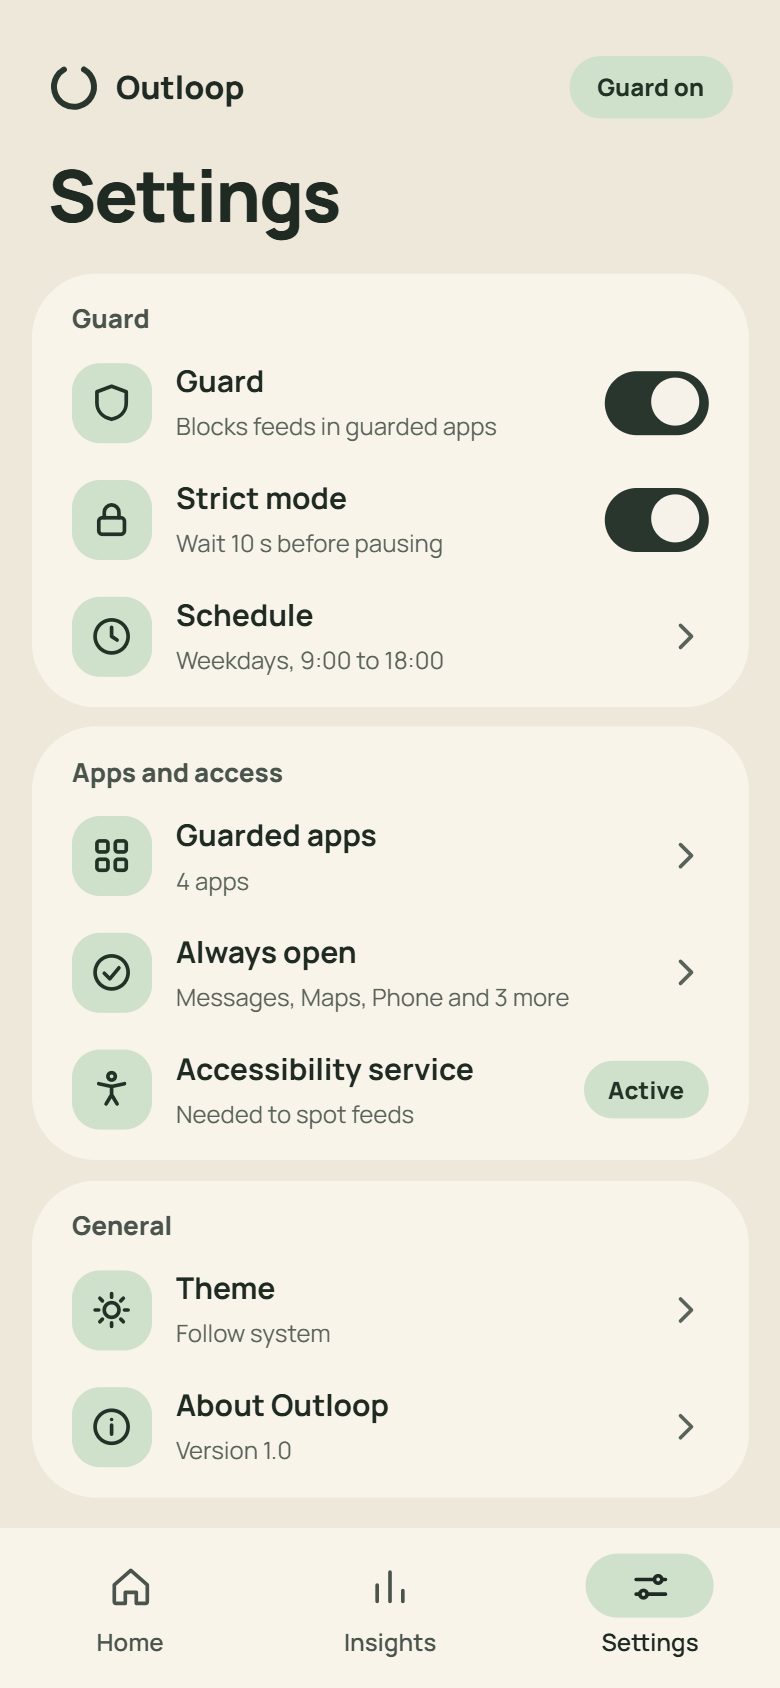 Outloop
Guard on
Settings
Guard
Guard
Blocks feeds in guarded apps
Strict mode
Wait 10 s before pausing
Schedule
Weekdays, 9:00 to 18:00
Apps and access
Guarded apps
4 apps
Always open
Messages, Maps, Phone and 3 more
Accessibility service
Needed to spot feeds
Active
General
Theme
Follow system
About Outloop
Version 1.0
Home
Insights
Settings